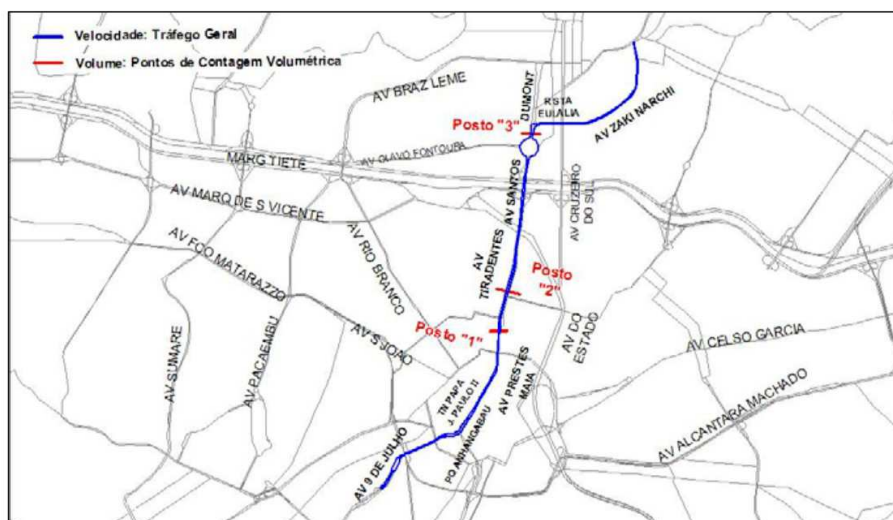 Velocidade: Tráfego Geral
Volume: Pontos de Contagem Volumétrica
AV BRAZ LEME
DUMONT
R STA
EULALIA
AV ZAKI NARCHI
Posto "3"
AV OLAVO FONTOURA
MARG TIETE
AV SANTOS
AV CRUZEIRO
DO SUL
AV MARQ DE S VICENTE
AV FCO MATARAZZO
AV RIO BRANCO
AV
TIRADENTES
Posto
"2"
Posto "1"
AV S JOAO
AV SUMARE
AV PACAEMBU
AV DO
ESTADO
AV CELSO GARCIA
AV PRESTES
MAIA
TN PAPA
J. PAULO II
PQ ANHANGABAU
AV ALCANTARA MACHADO
AV 9 DE JULHO